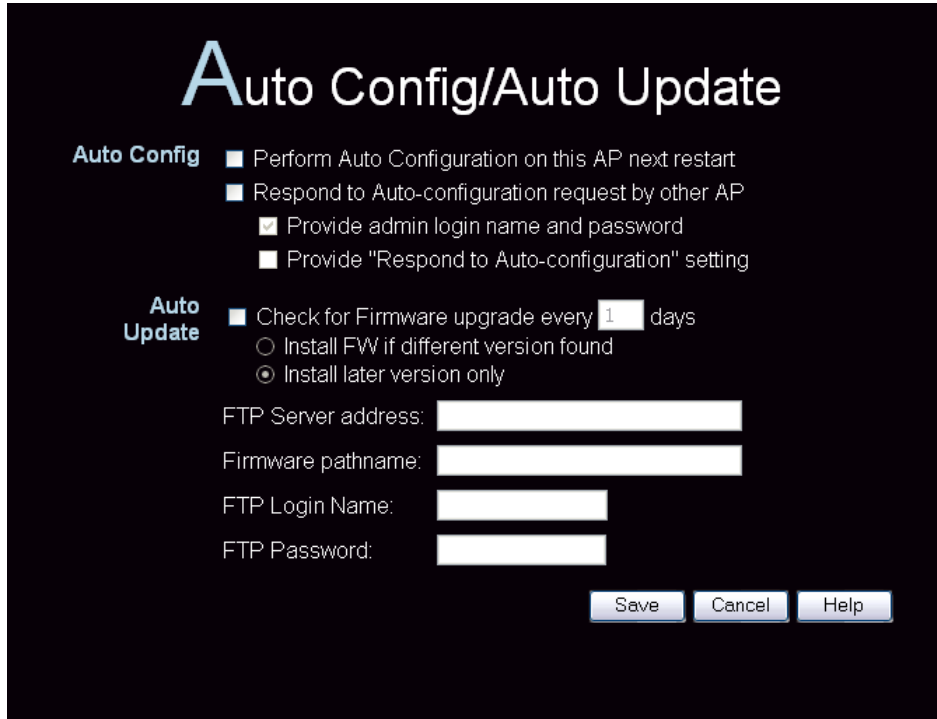 Auto Config/Auto Update
Auto Config
Perform Auto Configuration on this AP next restart
Respond to Auto-configuration request by other AP
Provide admin login name and password
Provide "Respond to Auto-configuration" setting
Auto
Update
Check for Firmware upgrade every 1 days
Install FW if different version found
Install later version only
FTP Server address:
Firmware pathname:
FTP Login Name:
FTP Password:
Save Cancel Help